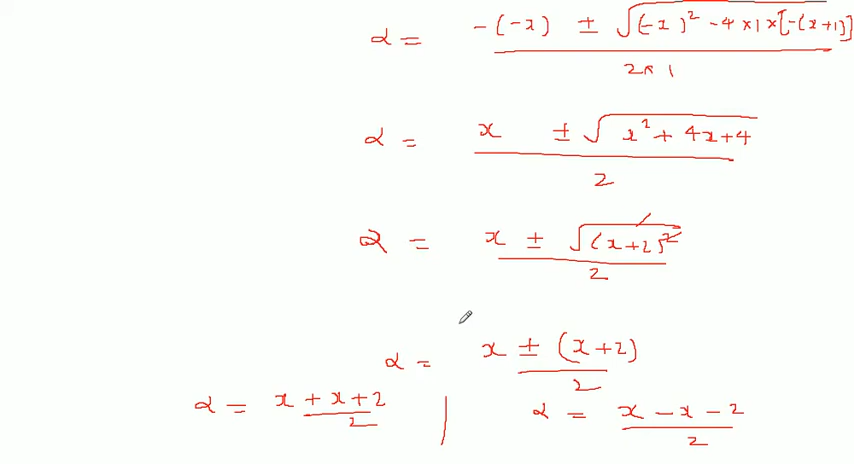 α = -(-x) ± √(-x)² -4×1×[-(x+1)] / 2×1
α = x ± √x² + 4x+4 / 2
α = x ± √(x+2)² / 2
α = x ± (x+2) / 2
α = x + x + 2 / 2 | α = x - x - 2 / 2